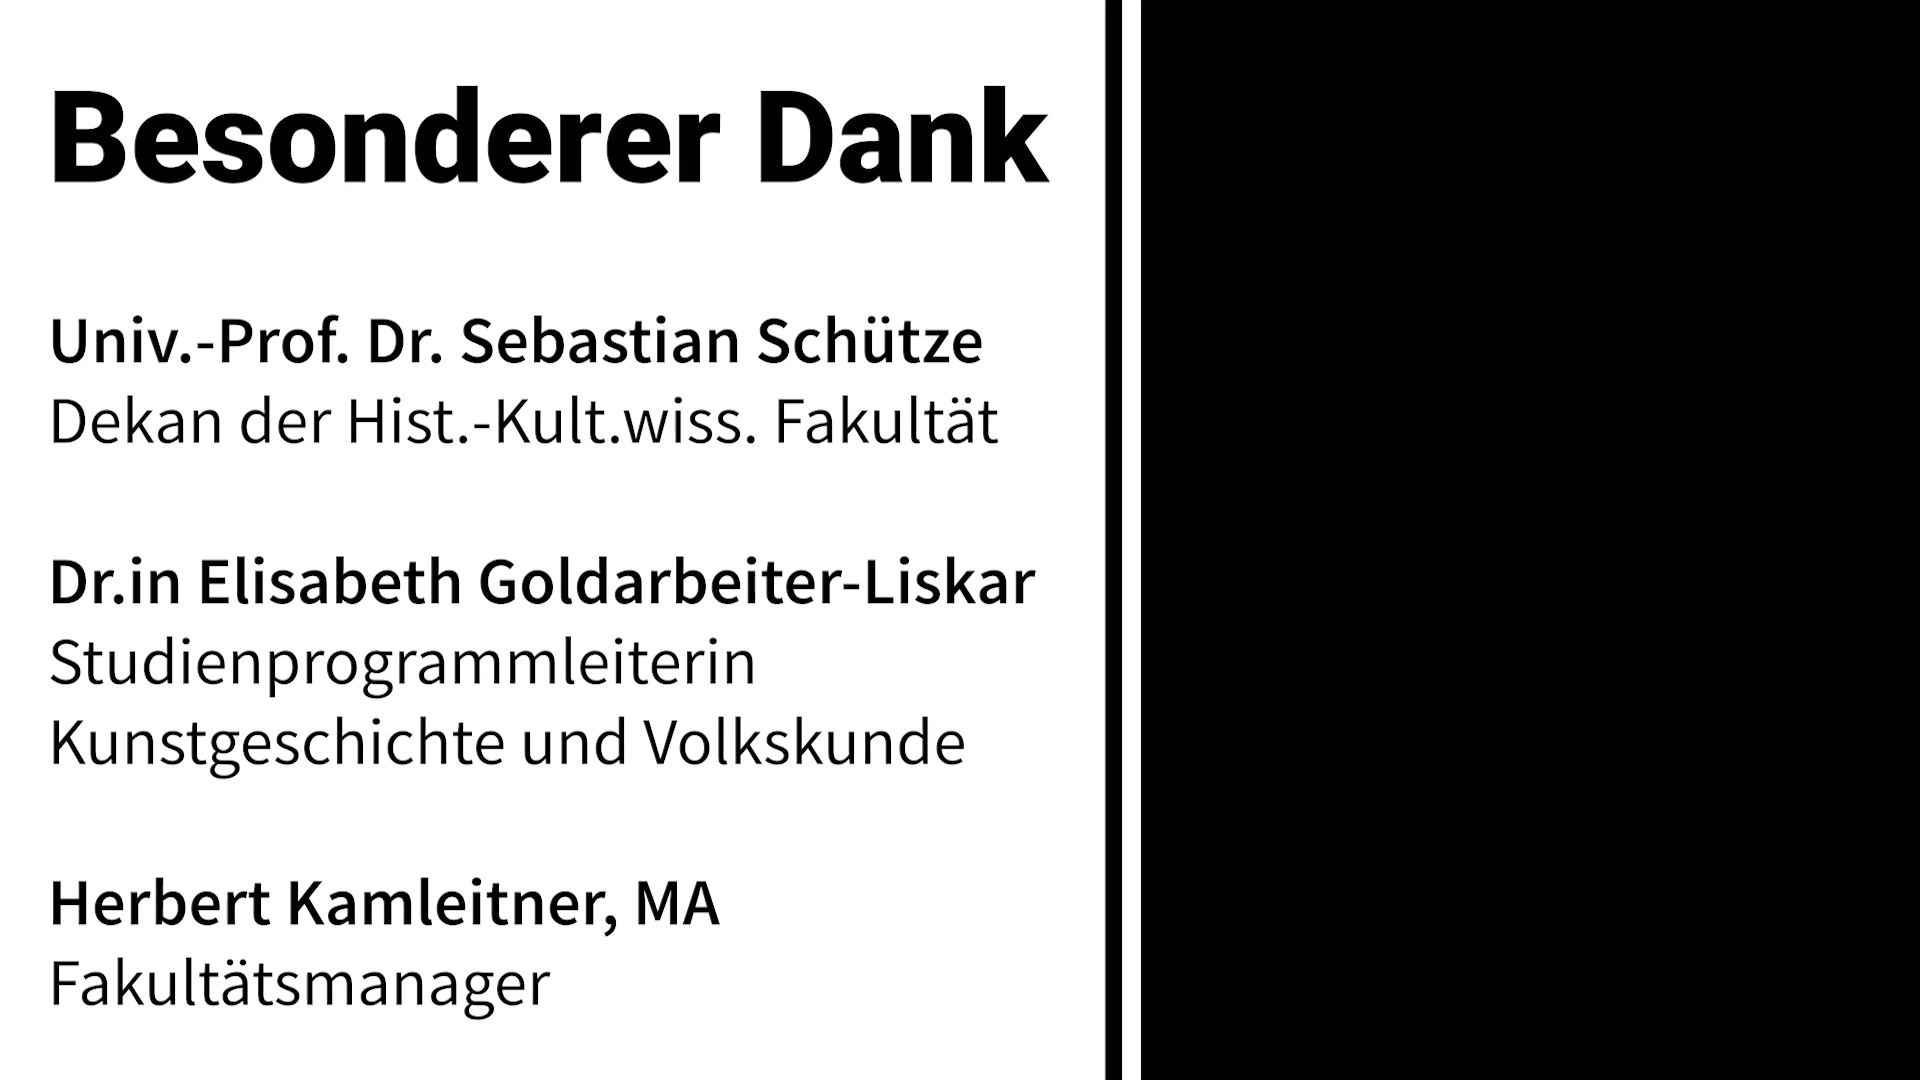 Besonderer Dank
Univ.-Prof. Dr. Sebastian Schütze
Dekan der Hist.-Kult.wiss. Fakultät
Dr.in Elisabeth Goldarbeiter-Liskar
Studienprogrammleiterin
Kunstgeschichte und Volkskunde
Herbert Kamleitner, MA
Fakultätsmanager